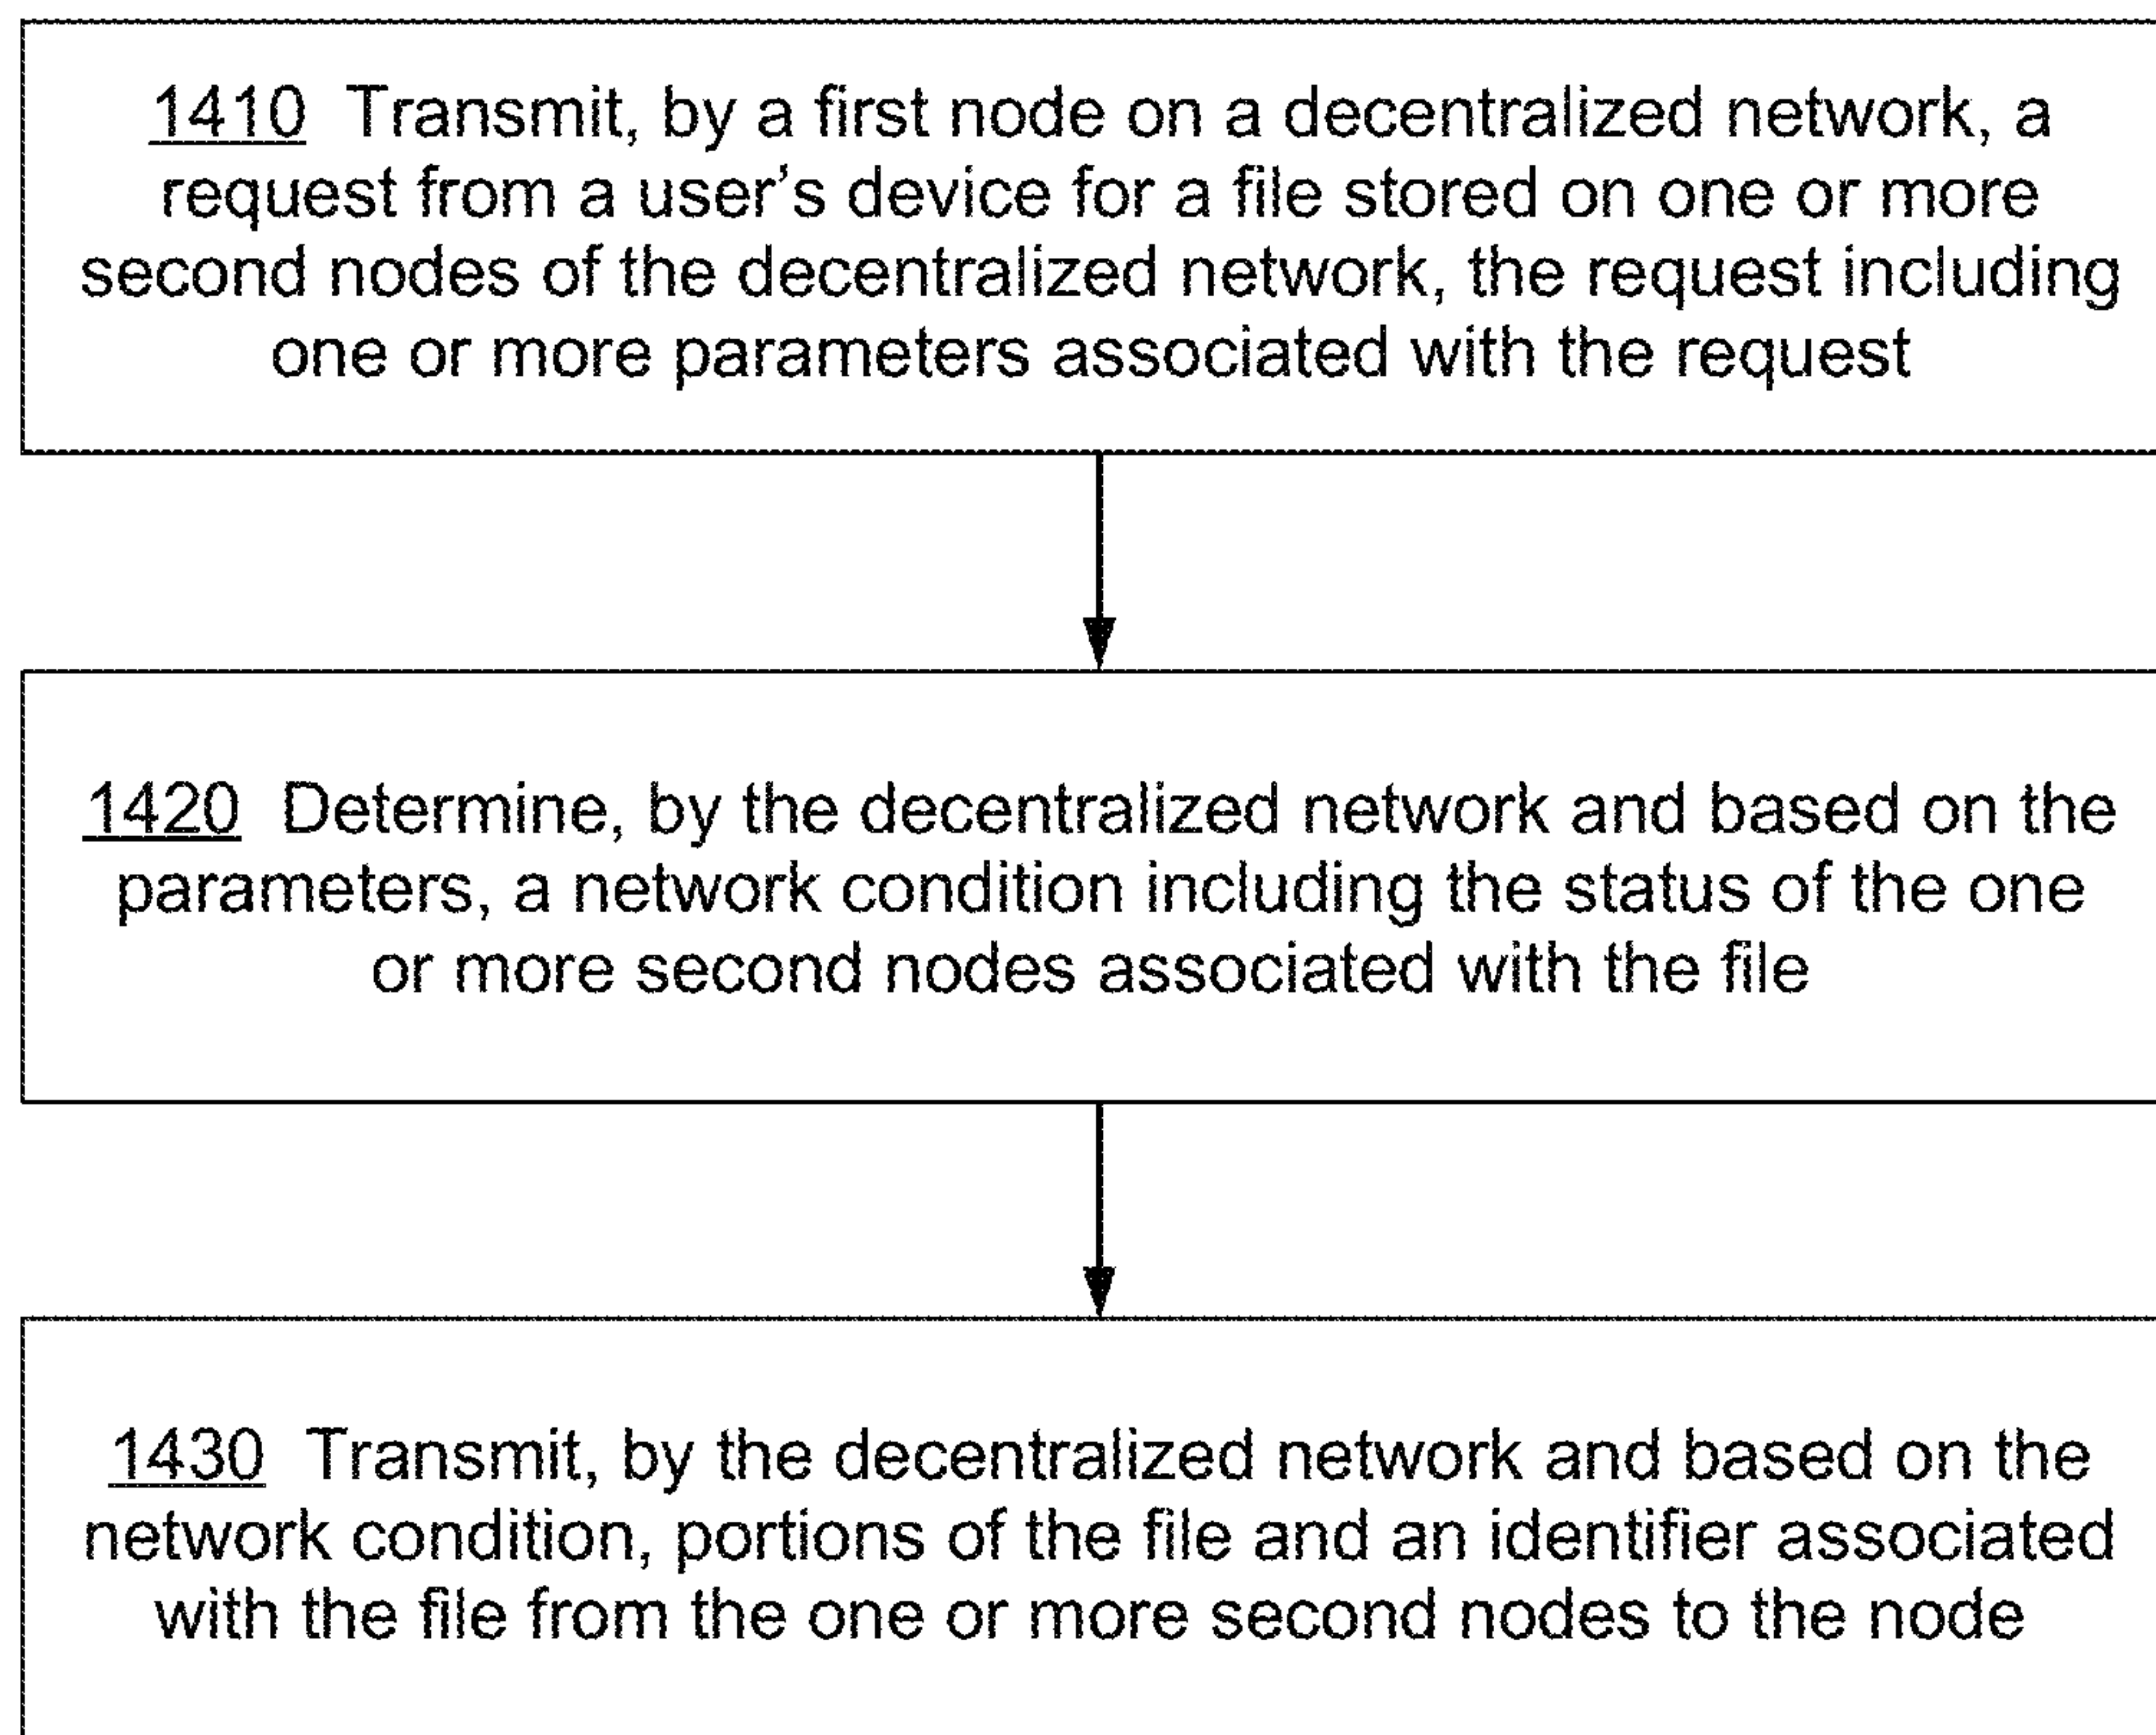 1410 Transmit, by a first node on a decentralized network, a
request from a user's device for a file stored on one or more
second nodes of the decentralized network, the request including
one or more parameters associated with the request
1420 Determine, by the decentralized network and based on the
parameters, a network condition including the status of the one
or more second nodes associated with the file
1430 Transmit, by the decentralized network and based on the
network condition, portions of the file and an identifier associated
with the file from the one or more second nodes to the node